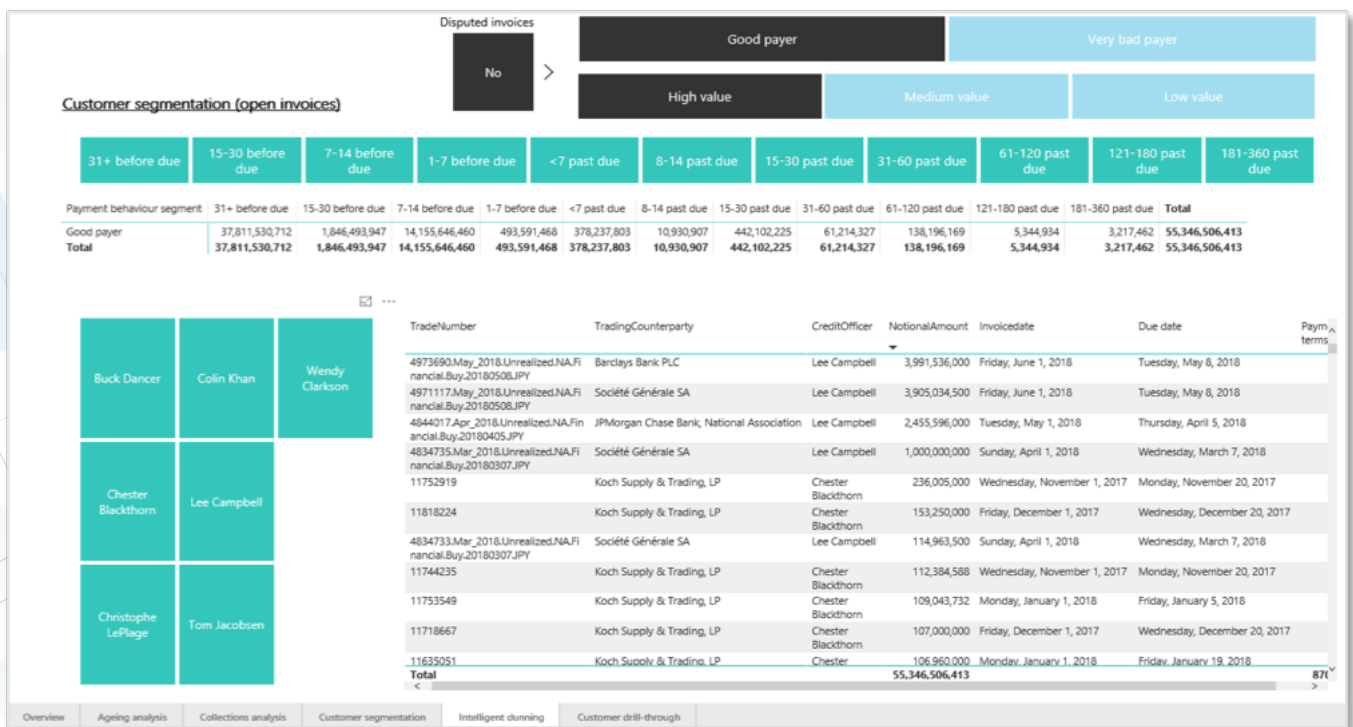 Disputed invoices
No
Good payer
Very bad payer
High value
Medium value
Low value
Customer segmentation (open invoices)
31+ before due
15-30 before
due
7-14 before
due
1-7 before due
<7 past due
8-14 past due
15-30 past due
31-60 past due
61-120 past
due
121-180 past
due
181-360 past
due
Payment behaviour segment 31+ before due 15-30 before due 7-14 before due 1-7 before due <7 past due 8-14 past due 15-30 past due 31-60 past due 61-120 past due 121-180 past due 181-360 past due Total
Good payer 37,811,530,712 1,846,493,947 14,155,646,460 493,591,468 378,237,803 10,930,907 442,102,225 61,214,327 138,196,169 5,344,934 3,217,462 55,346,506,413
Total 37,811,530,712 1,846,493,947 14,155,646,460 493,591,468 378,237,803 10,930,907 442,102,225 61,214,327 138,196,169 5,344,934 3,217,462 55,346,506,413
Buck Dancer
Colin Khan
Wendy
Clarkson
Chester
Blackthorn
Lee Campbell
Christophe
LePlage
Tom Jacobsen
TradeNumber TradingCounterparty CreditOfficer NotionalAmount Invoicedate Due date Paym
terms
4973690.May_2018.Unrealized.NA.Fi Barclays Bank PLC Lee Campbell 3,991,536,000 Friday, June 1, 2018 Tuesday, May 8, 2018
nancial.Buy.20180508.JPY
4971117.May_2018.Unrealized.NA.Fi Société Générale SA Lee Campbell 3,905,034,500 Friday, June 1, 2018 Tuesday, May 8, 2018
nancial.Buy.20180508.JPY
4844017.Apr_2018.Unrealized.NA.Fin JPMorgan Chase Bank, National Association Lee Campbell 2,455,596,000 Tuesday, May 1, 2018 Thursday, April 5, 2018
ancial.Buy.20180405.JPY
4834735.Mar_2018.Unrealized.NA.Fi Société Générale SA Lee Campbell 1,000,000,000 Sunday, April 1, 2018 Wednesday, March 7, 2018
nancial.Buy.20180307.JPY
11752919 Koch Supply & Trading, LP Chester 236,005,000 Wednesday, November 1, 2017 Monday, November 20, 2017
Blackthorn
11818224 Koch Supply & Trading, LP Chester 153,250,000 Friday, December 1, 2017 Wednesday, December 20, 2017
Blackthorn
4834733.Mar_2018.Unrealized.NA.Fi Société Générale SA Lee Campbell 114,963,500 Sunday, April 1, 2018 Wednesday, March 7, 2018
nancial.Buy.20180307.JPY
11744235 Koch Supply & Trading, LP Chester 112,384,588 Wednesday, November 1, 2017 Monday, November 20, 2017
Blackthorn
11753549 Koch Supply & Trading, LP Chester 109,043,732 Monday, January 1, 2018 Friday, January 5, 2018
Blackthorn
11718667 Koch Supply & Trading, LP Chester 107,000,000 Friday, December 1, 2017 Wednesday, December 20, 2017
Blackthorn
11635051 Koch Supply & Trading, LP Chester 106,960,000 Monday, January 1, 2018 Friday, January 19, 2018
Total 55,346,506,413 870
Overview Ageing analysis Collections analysis Customer segmentation Intelligent dunning Customer drill-through